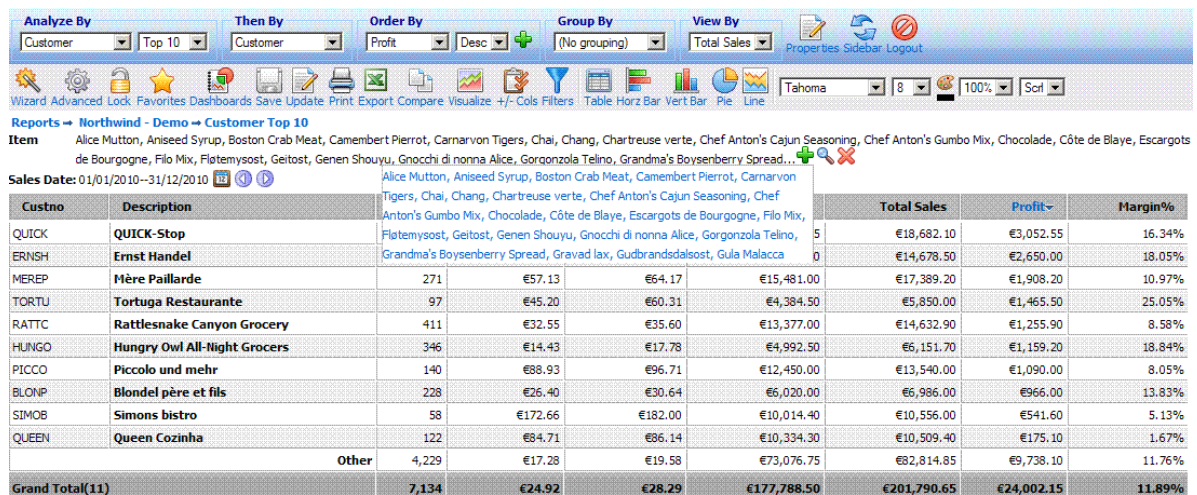 Analyze By Then By Order By Group By View By
Customer Top 10 Customer Profit Desc (No grouping) Total Sales Properties Sidebar Logout
Wizard Advanced Lock Favorites Dashboards Save Update Print Export Compare Visualize +/- Cols Filters Table Horz Bar Vert Bar Pie Line Tahoma 8 100% Scrl
Reports → Northwind - Demo → Customer Top 10
Item Alice Mutton, Aniseed Syrup, Boston Crab Meat, Camembert Pierrot, Carnarvon Tigers, Chai, Chang, Chartreuse verte, Chef Anton's Cajun Seasoning, Chef Anton's Gumbo Mix, Chocolade, Côte de Blaye, Escargots
de Bourgogne, Filo Mix, Fløtemysost, Geitost, Genen Shouyu, Gnocchi di nonna Alice, Gorgonzola Telino, Grandma's Boysenberry Spread...
Sales Date: 01/01/2010--31/12/2010 12
Alice Mutton, Aniseed Syrup, Boston Crab Meat, Camembert Pierrot, Carnarvon
Tigers, Chai, Chang, Chartreuse verte, Chef Anton's Cajun Seasoning, Chef
Anton's Gumbo Mix, Chocolade, Côte de Blaye, Escargots de Bourgogne, Filo Mix,
Fløtemysost, Geitost, Genen Shouyu, Gnocchi di nonna Alice, Gorgonzola Telino,
Grandma's Boysenberry Spread, Gravad lax, Gudbrandsdalsost, Gula Malacca
Custno Description Total Sales Profit Margin%
QUICK QUICK-Stop 5 €18,682.10 €3,052.55 16.34%
ERNSH Ernst Handel 0 €14,678.50 €2,650.00 18.05%
MEREP Mère Paillarde 271 €57.13 €64.17 €15,481.00 €17,389.20 €1,908.20 10.97%
TORTU Tortuga Restaurante 97 €45.20 €60.31 €4,384.50 €5,850.00 €1,465.50 25.05%
RATTC Rattlesnake Canyon Grocery 411 €32.55 €35.60 €13,377.00 €14,632.90 €1,255.90 8.58%
HUNGO Hungry Owl All-Night Grocers 346 €14.43 €17.78 €4,992.50 €6,151.70 €1,159.20 18.84%
PICCO Piccolo und mehr 140 €88.93 €96.71 €12,450.00 €13,540.00 €1,090.00 8.05%
BLONP Blondel père et fils 228 €26.40 €30.64 €6,020.00 €6,986.00 €966.00 13.83%
SIMOB Simons bistro 58 €172.66 €182.00 €10,014.40 €10,556.00 €541.60 5.13%
QUEEN Queen Cozinha 122 €84.71 €86.14 €10,334.30 €10,509.40 €175.10 1.67%
Other 4,229 €17.28 €19.58 €73,076.75 €82,814.85 €9,738.10 11.76%
Grand Total(11) 7,134 €24.92 €28.29 €177,788.50 €201,790.65 €24,002.15 11.89%